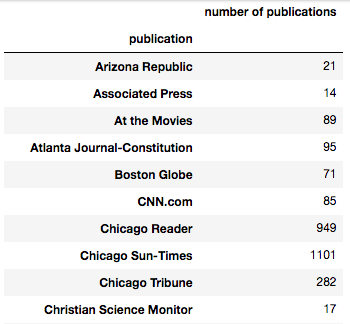 number of publications
publication
Arizona Republic 21
Associated Press 14
At the Movies 89
Atlanta Journal-Constitution 95
Boston Globe 71
CNN.com 85
Chicago Reader 949
Chicago Sun-Times 1101
Chicago Tribune 282
Christian Science Monitor 17